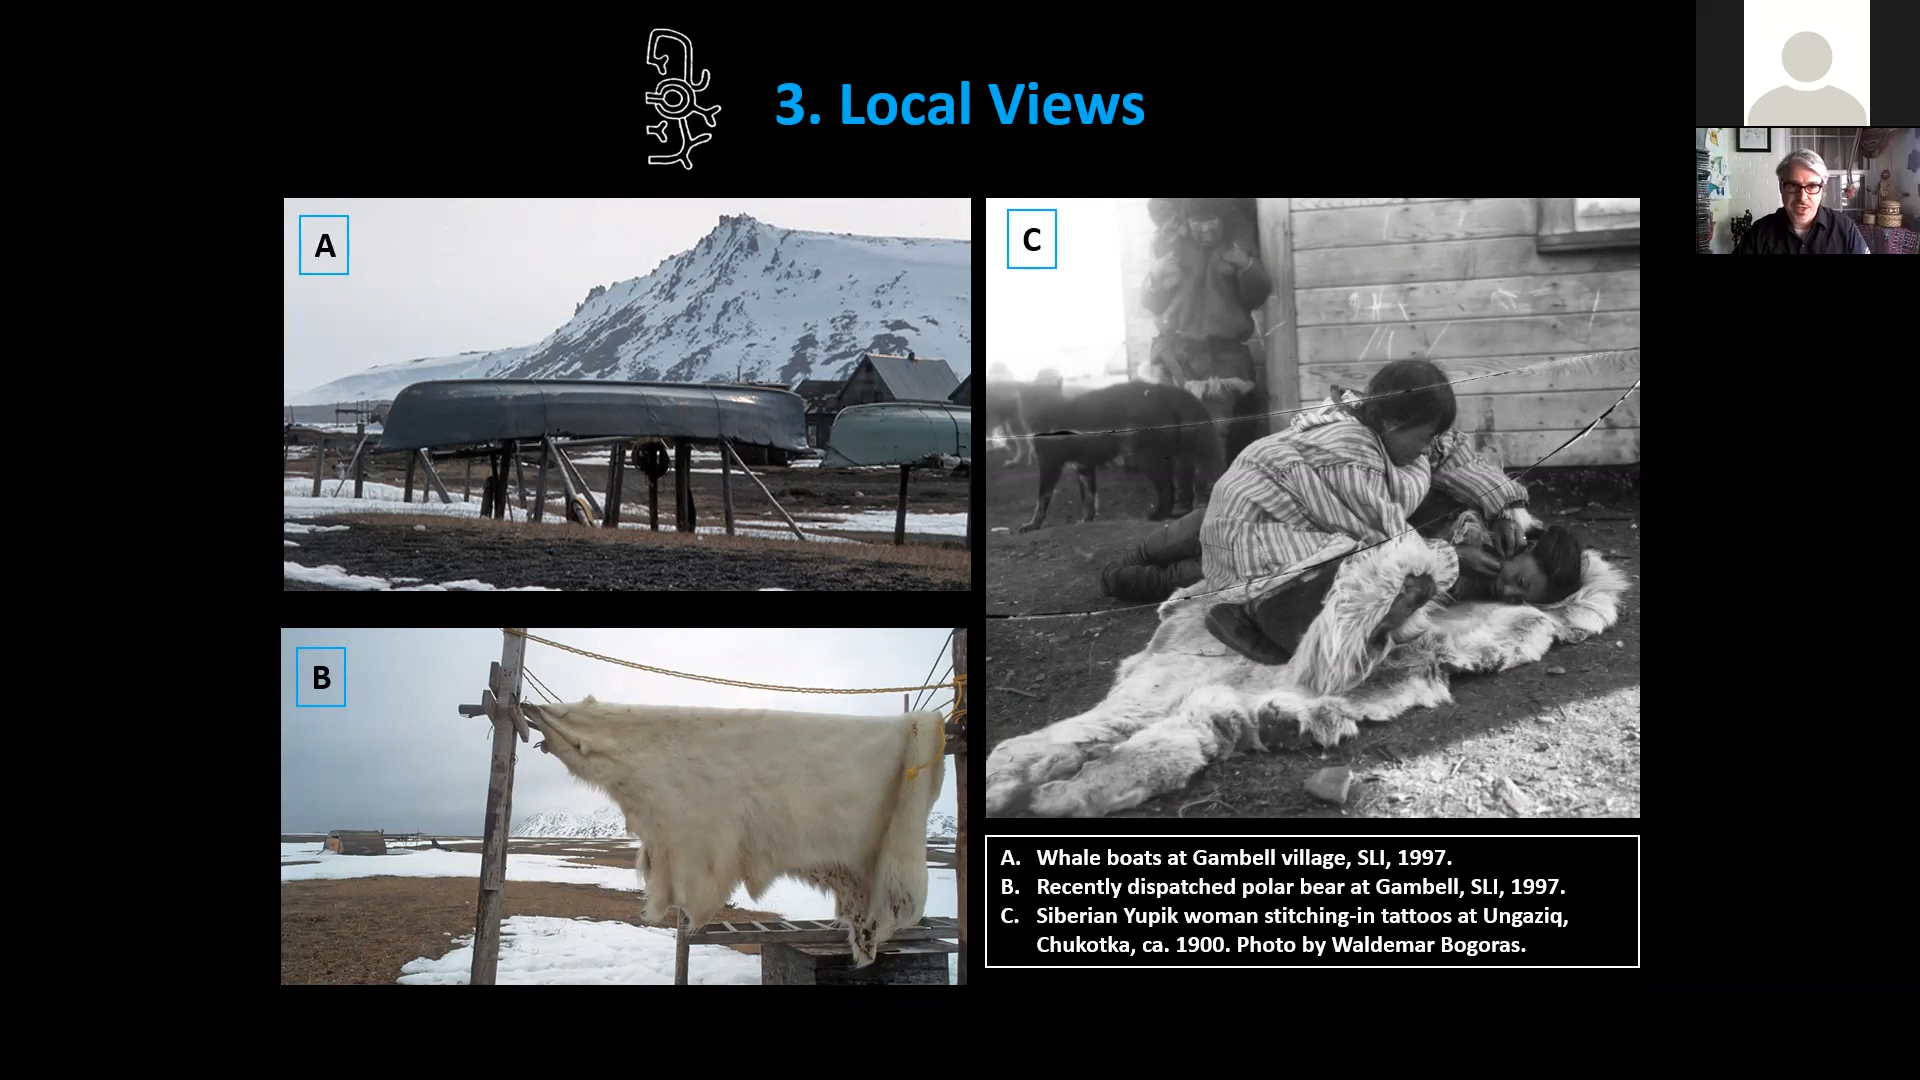 3. Local Views
A
C
B
A. Whale boats at Gambell village, SLI, 1997.
B. Recently dispatched polar bear at Gambell, SLI, 1997.
C. Siberian Yupik woman stitching-in tattoos at Ungaziq,
Chukotka, ca. 1900. Photo by Waldemar Bogoras.